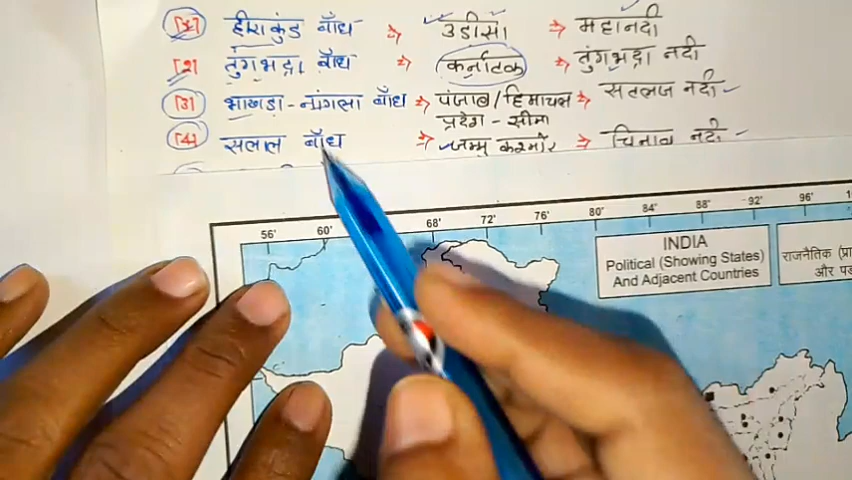 [1] हीराकुंड बाँध ⇒ उडीसा ⇒ महानदी
[2] तुंगभद्रा बाँध ⇒ कर्नाटक ⇒ तुंगभद्रा नदी
[3] भाखडा-नांगला बाँध ⇒ पंजाब/हिमाचल ⇒ सतलज नदी
प्रदेश - सीमा
[4] सलाल बाँध ⇒ जम्मु कश्मीर ⇒ चिनाव नदी
56' 60' 68' 72' 76' 80' 84' 88' 92' 96'
INDIA
Political (Showing States)
And Adjacent Countries
राजनैतिक
और